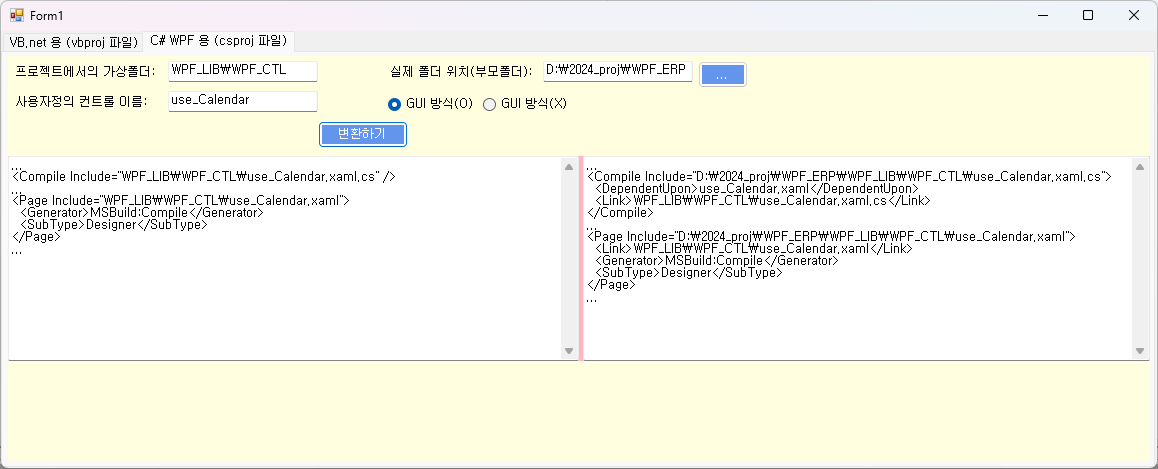 Form1
VB.net 용 (vbproj 파일)
C# WPF 용 (csproj 파일)
프로젝트에서의 가상폴더:
WPF_LIB₩WPF_CTL
실제 폴더 위치(부모폴더):
D:₩2024_proj₩WPF_ERP
...
사용자정의 컨트롤 이름:
use_Calendar
GUI 방식(O)
GUI 방식(X)
변환하기
...
<Compile Include="WPF_LIB₩WPF_CTL₩use_Calendar.xaml.cs" />
...
<Page Include="WPF_LIB₩WPF_CTL₩use_Calendar.xaml">
  <Generator>MSBuild:Compile</Generator>
  <SubType>Designer</SubType>
</Page>
...
...
<Compile Include="D:₩2024_proj₩WPF_ERP₩WPF_LIB₩WPF_CTL₩use_Calendar.xaml.cs">
  <DependentUpon>use_Calendar.xaml</DependentUpon>
  <Link>WPF_LIB₩WPF_CTL₩use_Calendar.xaml.cs</Link>
</Compile>
...
<Page Include="D:₩2024_proj₩WPF_ERP₩WPF_LIB₩WPF_CTL₩use_Calendar.xaml">
  <Link>WPF_LIB₩WPF_CTL₩use_Calendar.xaml</Link>
  <Generator>MSBuild:Compile</Generator>
  <SubType>Designer</SubType>
</Page>
...